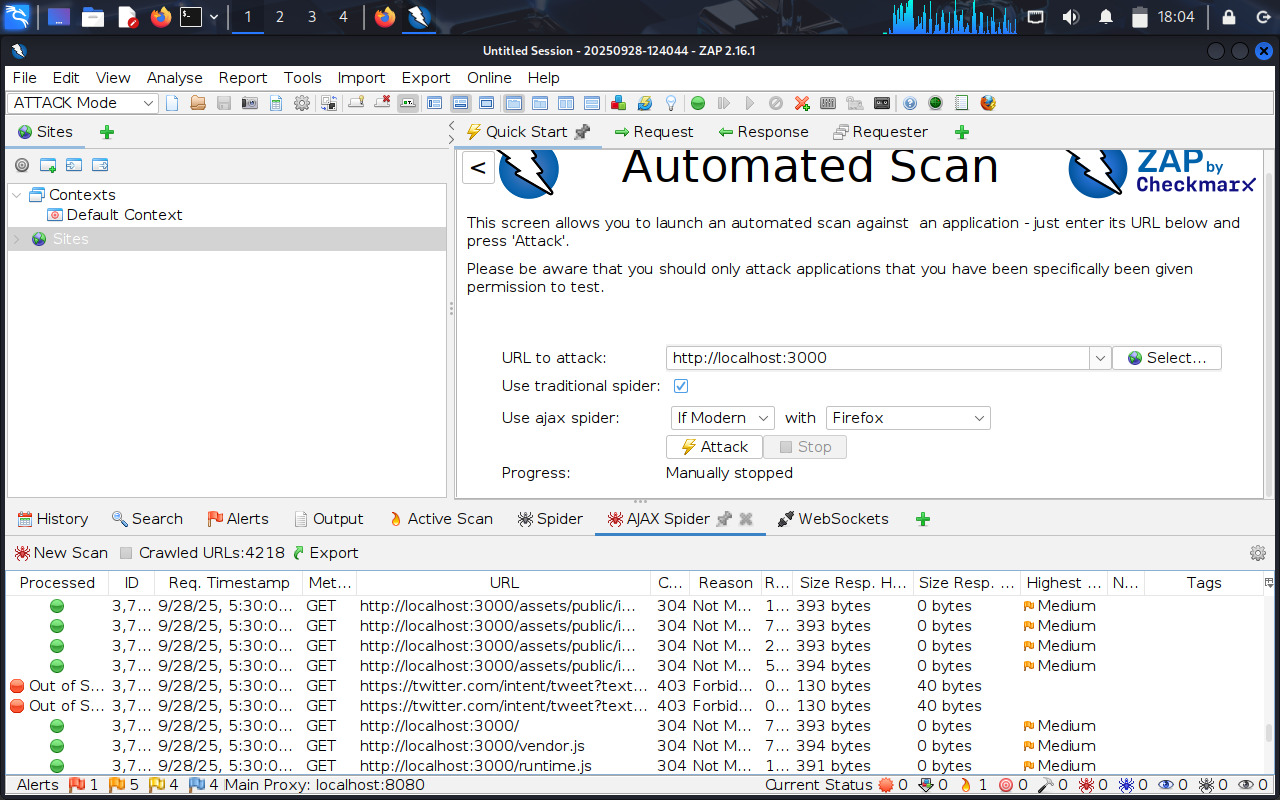 1 2 3 4 18:04
Untitled Session - 20250928-124044 - ZAP 2.16.1
File Edit View Analyse Report Tools Import Export Online Help
ATTACK Mode
Sites Quick Start Request Response Requester
< Automated Scan ZAP by Checkmarx
Contexts
Default Context
Sites
This screen allows you to launch an automated scan against an application - just enter its URL below and
press 'Attack'.
Please be aware that you should only attack applications that you have been specifically been given
permission to test.
URL to attack: http://localhost:3000 Select...
Use traditional spider:
Use ajax spider: If Modern with Firefox
Attack Stop
Progress: Manually stopped
History Search Alerts Output Active Scan Spider AJAX Spider WebSockets
New Scan Crawled URLs:4218 Export
Processed ID Req. Timestamp Met... URL C... Reason R... Size Resp. H... Size Resp. ... Highest ... N... Tags
3,7... 9/28/25, 5:30:0... GET http://localhost:3000/assets/public/i... 304 Not M... 1... 393 bytes 0 bytes Medium
3,7... 9/28/25, 5:30:0... GET http://localhost:3000/assets/public/i... 304 Not M... 7... 393 bytes 0 bytes Medium
3,7... 9/28/25, 5:30:0... GET http://localhost:3000/assets/public/i... 304 Not M... 2... 393 bytes 0 bytes Medium
3,7... 9/28/25, 5:30:0... GET http://localhost:3000/assets/public/i... 304 Not M... 5... 394 bytes 0 bytes Medium
Out of S... 3,7... 9/28/25, 5:30:0... GET https://twitter.com/intent/tweet?text... 403 Forbid... 0... 130 bytes 40 bytes
Out of S... 3,7... 9/28/25, 5:30:0... GET https://twitter.com/intent/tweet?text... 403 Forbid... 0... 130 bytes 40 bytes
3,7... 9/28/25, 5:30:0... GET http://localhost:3000/ 304 Not M... 7... 393 bytes 0 bytes Medium
3,7... 9/28/25, 5:30:0... GET http://localhost:3000/vendor.js 304 Not M... 7... 394 bytes 0 bytes Medium
3,7... 9/28/25, 5:30:0... GET http://localhost:3000/runtime.js 304 Not M... 1... 391 bytes 0 bytes Medium
Alerts 1 5 4 4 Main Proxy: localhost:8080 Current Status 0 0 1 0 0 0 0 0 0 0